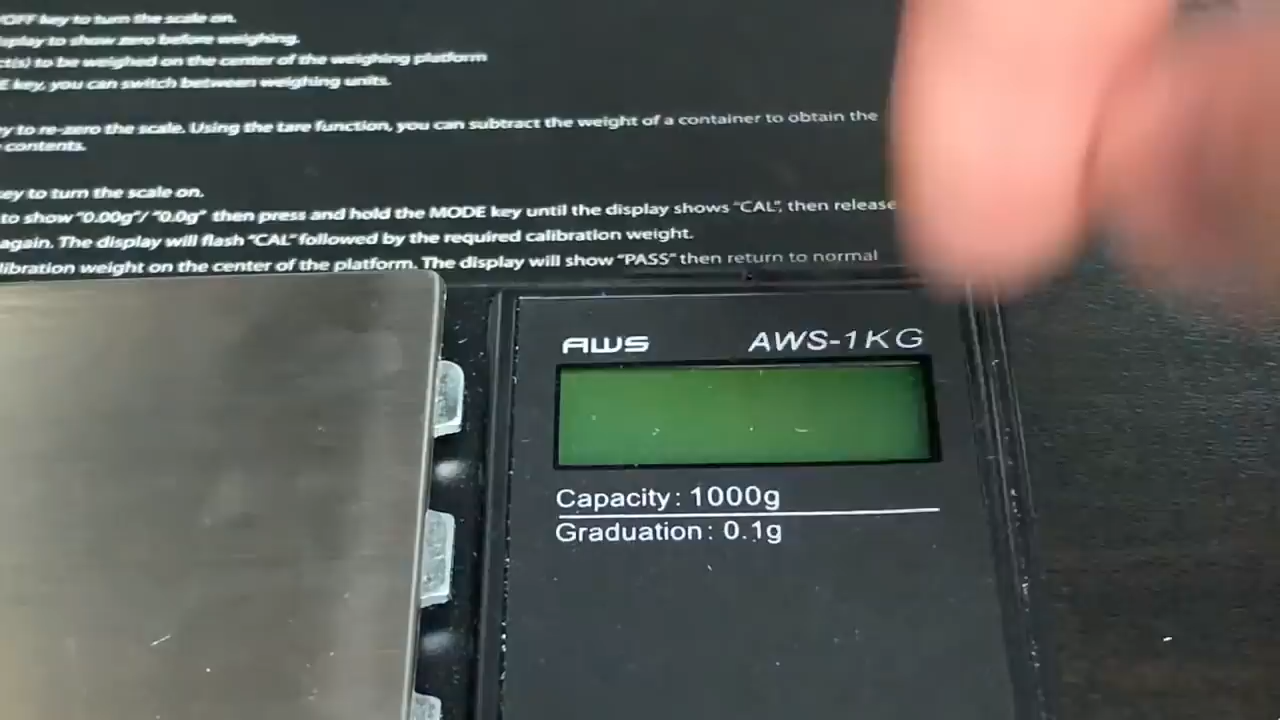 /OFF key to turn the scale on.
splay to show zero before weighing.
ct(s) to be weighed on the center of the weighing platform
E key, you can switch between weighing units.
ey to re-zero the scale. Using the tare function, you can subtract the weight of a container to obtain the
contents.
key to turn the scale on.
to show "0.00g"/ "0.0g" then press and hold the MODE key until the display shows "CAL", then release
again. The display will flash "CAL" followed by the required calibration weight.
libration weight on the center of the platform. The display will show "PASS" then return to normal
AWS AWS-1KG
Capacity: 1000g
Graduation: 0.1g